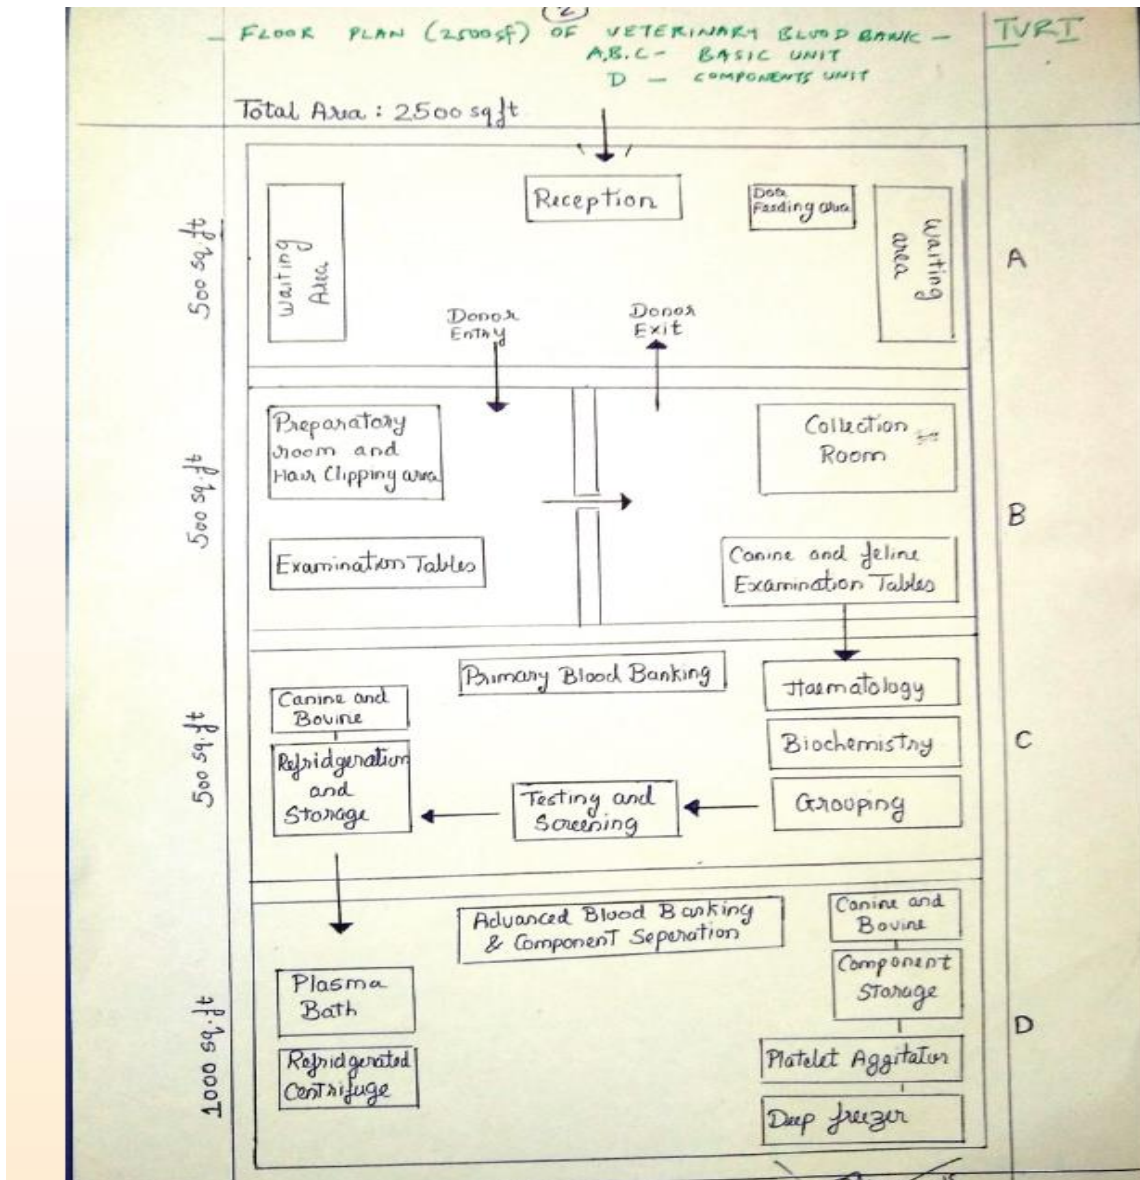 2
- FLOOR PLAN (2500sf) OF VETERINARY BLOOD BANK -
IVRI
A,B,C- BASIC UNIT
D - COMPONENTS UNIT
Total Area : 2500 sq ft
Reception
Feeding area
Waiting
Area
Waiting
area
500 sq.ft
A
Donor
Entry
Donor
Exit
Preparatory
room and
Hair Clipping area
Collection
Room
500 sq.ft
B
Examination Tables
Canine and feline
Examination Tables
Primary Blood Banking
Haematology
Canine and
Bovine
Biochemistry
500 sq.ft
C
Refridgeration
and
Storage
Testing and
Screening
Grouping
Advanced Blood Banking
& Component Seperation
Canine and
Bovine
Component
Storage
Plasma
Bath
1000 sq.ft
D
Refridgerated
Centrifuge
Platelet Aggitator
Deep freezer